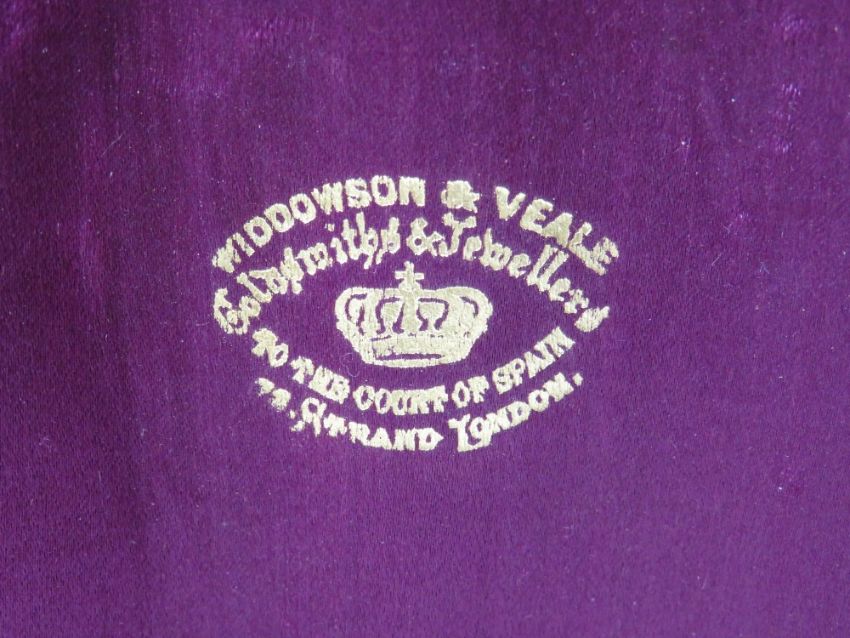 WIDDOWSON & VEALE
Goldsmiths & Jewellers
TO THE COURT OF SPAIN
STRAND LONDON.